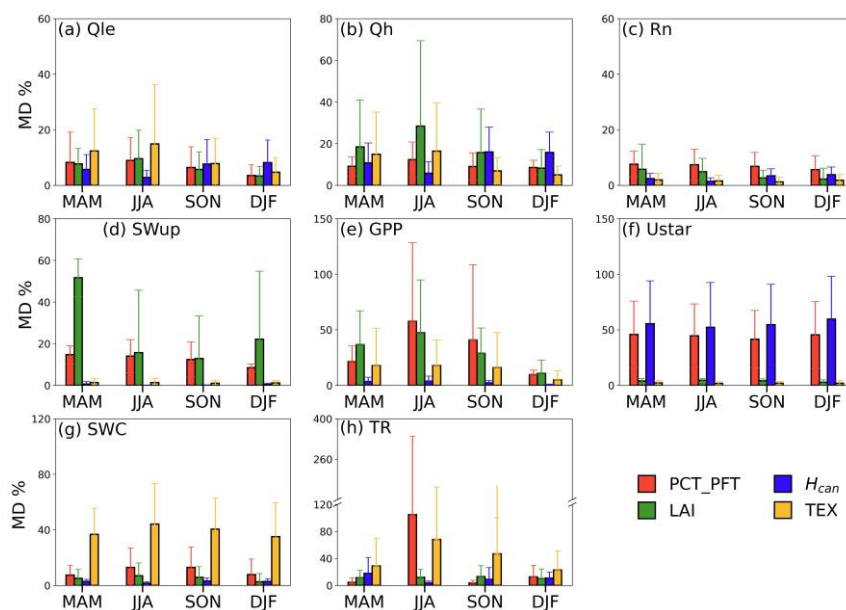 (a) Qle
(b) Qh
(c) Rn
MD %
60
40
20
0
MAM JJA SON DJF
80
60
40
20
0
MAM JJA SON DJF
60
40
20
0
MAM JJA SON DJF
(d) SWup
(e) GPP
(f) Ustar
MD %
80
60
40
20
0
MAM JJA SON DJF
150
100
50
0
MAM JJA SON DJF
150
100
50
0
MAM JJA SON DJF
(g) SWC
(h) TR
MD %
120
80
40
0
MAM JJA SON DJF
400
260
120
120
80
40
0
MAM JJA SON DJF
PCT_PFT
H_can
LAI
TEX